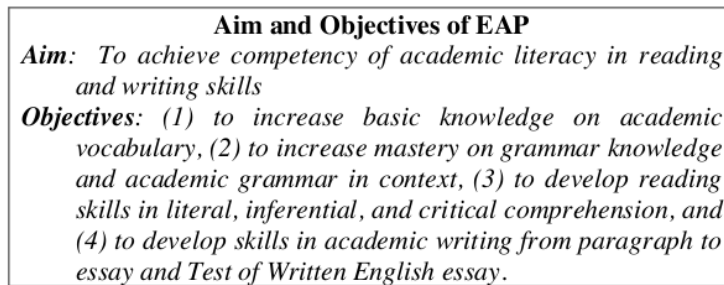 Aim and Objectives of EAP
Aim: To achieve competency of academic literacy in reading
and writing skills
Objectives: (1) to increase basic knowledge on academic
vocabulary, (2) to increase mastery on grammar knowledge
and academic grammar in context, (3) to develop reading
skills in literal, inferential, and critical comprehension, and
(4) to develop skills in academic writing from paragraph to
essay and Test of Written English essay.